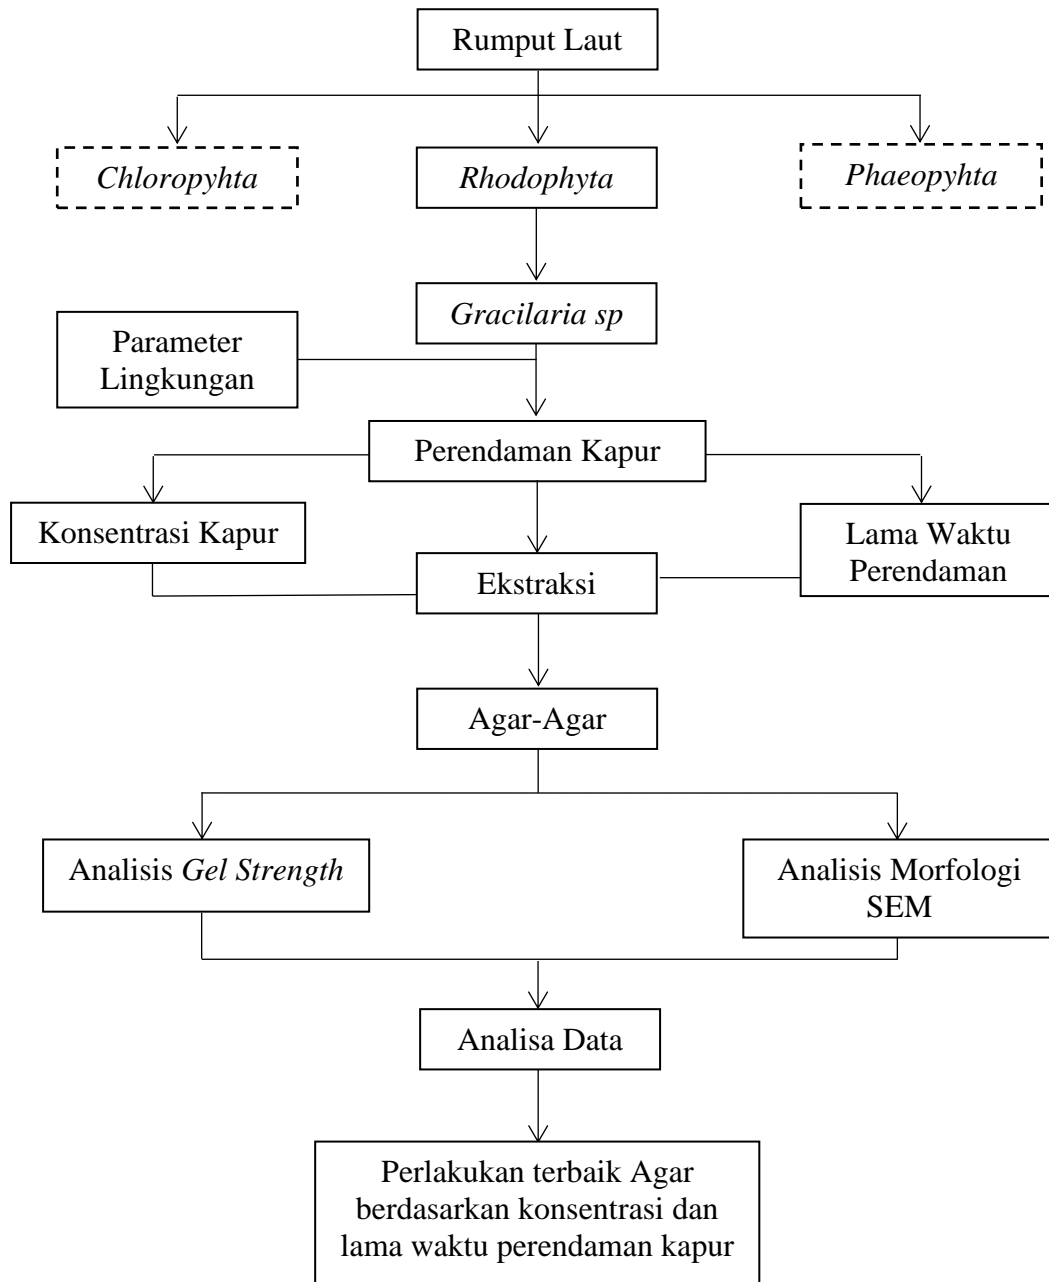 Rumput Laut
Chloropyhta
Rhodophyta
Phaeopyhta
Gracilaria sp
Parameter
Lingkungan
Perendaman Kapur
Konsentrasi Kapur
Lama Waktu
Perendaman
Ekstraksi
Agar-Agar
Analisis Gel Strength
Analisis Morfologi
SEM
Analisa Data
Perlakukan terbaik Agar
berdasarkan konsentrasi dan
lama waktu perendaman kapur